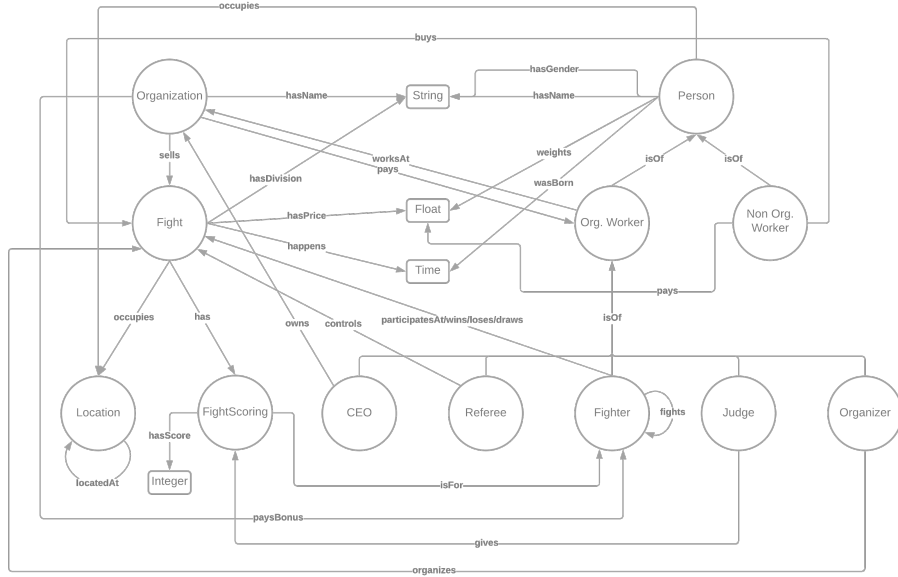 occupies
buys
hasGender
Organization
hasName
String
hasName
Person
sells
worksAt
pays
weights
isOf
isOf
hasDivision
wasBorn
Fight
hasPrice
Float
Org. Worker
Non Org.
Worker
happens
Time
pays
occupies
has
owns
controls
participatesAt/wins/loses/draws
isOf
Location
FightScoring
CEO
Referee
Fighter
fights
Judge
Organizer
hasScore
locatedAt
Integer
isFor
paysBonus
gives
organizes